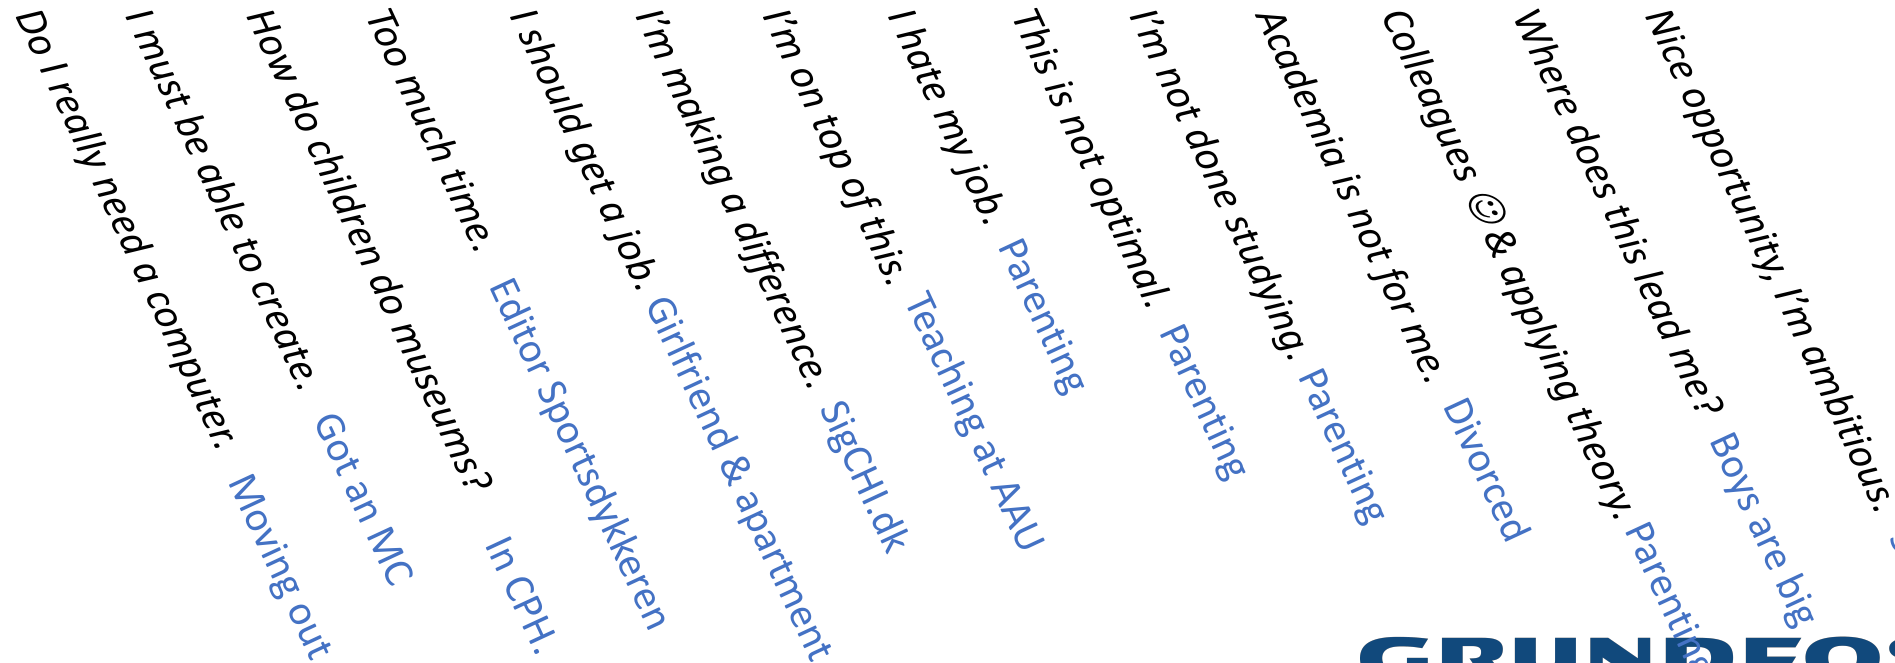 Do I really need a computer. Moving out
I must be able to create. Got an MC
How do children do museums? In CPH.
Too much time. Editor Sportsdykkeren
I should get a job. Girlfriend & apartment
I'm making a difference. SigCHI.dk
I'm on top of this. Teaching at AAU
I hate my job. Parenting
This is not optimal. Parenting
I'm not done studying. Parenting
Academia is not for me. Divorced
Colleagues ☺ & applying theory. Parenting
Where does this lead me? Boys are big
Nice opportunity, I'm ambitious.
GRUNDFOS